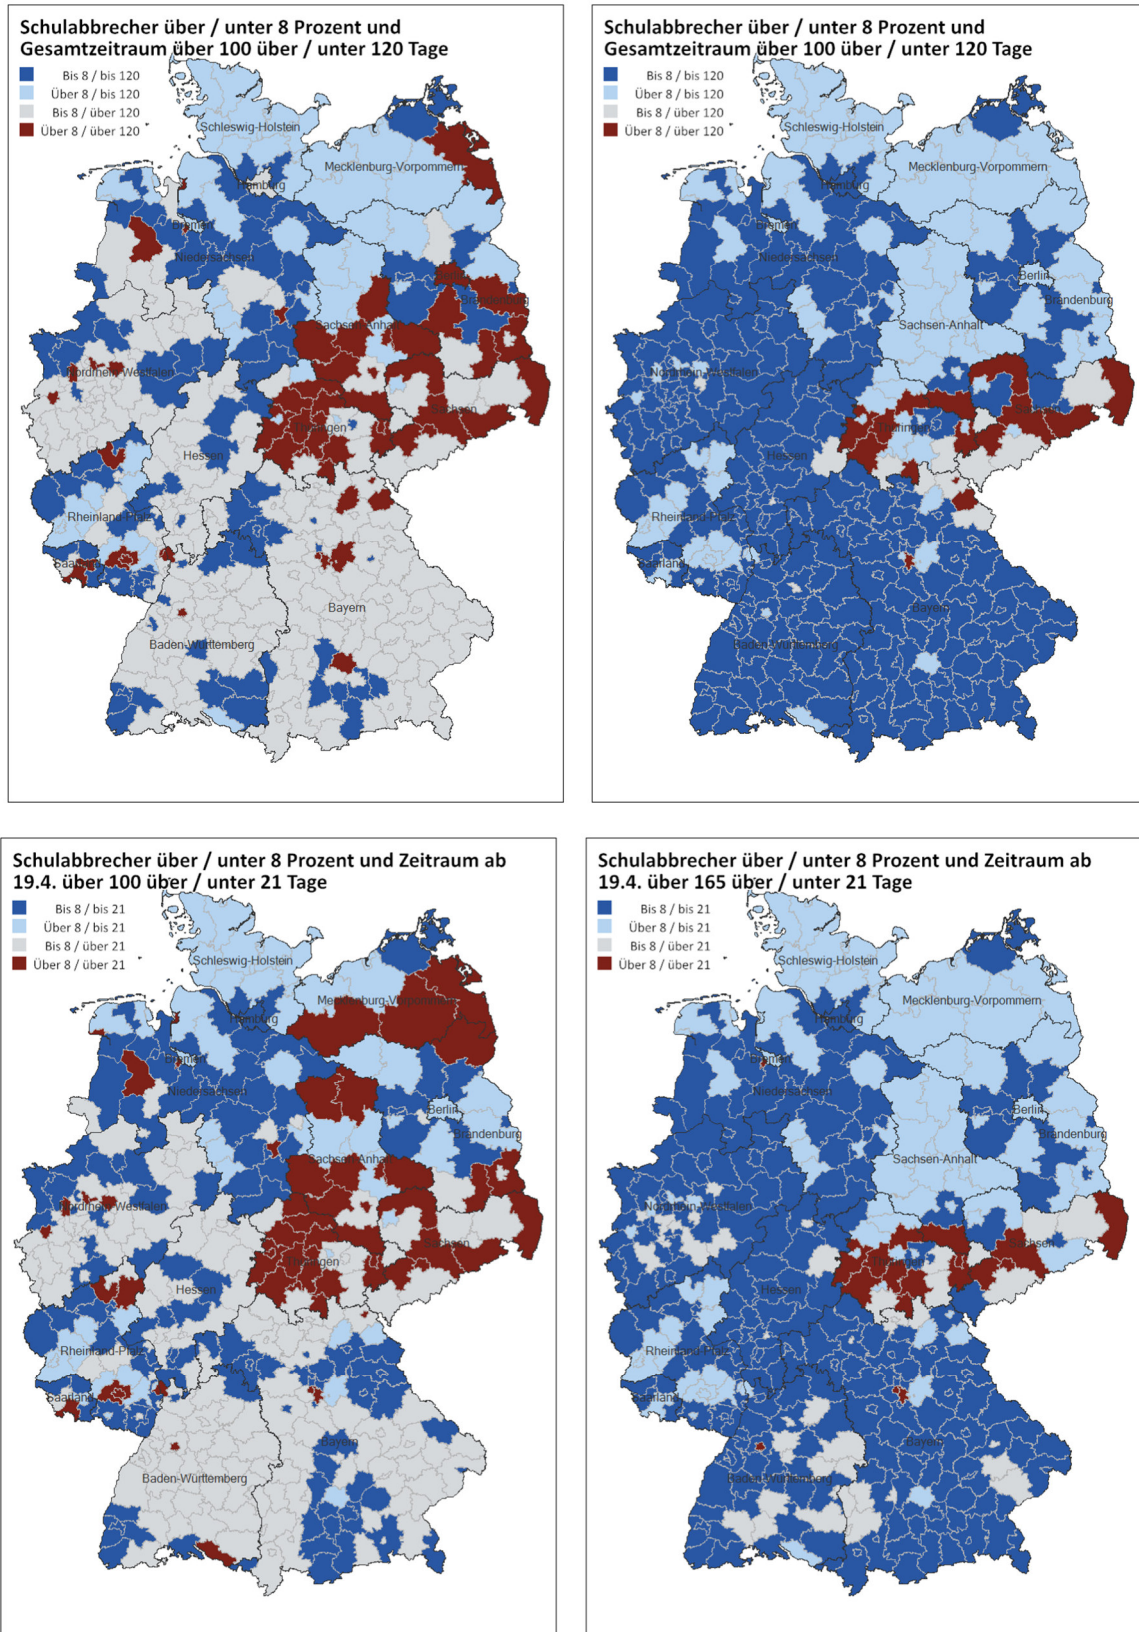 Schulabbrecher über / unter 8 Prozent und
Gesamtzeitraum über 100 über / unter 120 Tage
Bis 8 / bis 120
Über 8 / bis 120
Bis 8 / über 120
Über 8 / über 120
Schleswig-Holstein
Mecklenburg-Vorpommern
Hamburg
Bremen
Niedersachsen
Berlin
Brandenburg
Sachsen-Anhalt
Nordrhein-Westfalen
Sachsen
Thüringen
Hessen
Rheinland-Pfalz
Saarland
Bayern
Baden-Württemberg
Schulabbrecher über / unter 8 Prozent und
Gesamtzeitraum über 100 über / unter 120 Tage
Bis 8 / bis 120
Über 8 / bis 120
Bis 8 / über 120
Über 8 / über 120
Schleswig-Holstein
Mecklenburg-Vorpommern
Hamburg
Bremen
Niedersachsen
Berlin
Brandenburg
Sachsen-Anhalt
Nordrhein-Westfalen
Sachsen
Thüringen
Hessen
Rheinland-Pfalz
Saarland
Bayern
Baden-Württemberg
Schulabbrecher über / unter 8 Prozent und Zeitraum ab
19.4. über 100 über / unter 21 Tage
Bis 8 / bis 21
Über 8 / bis 21
Bis 8 / über 21
Über 8 / über 21
Schleswig-Holstein
Mecklenburg-Vorpommern
Hamburg
Bremen
Niedersachsen
Berlin
Brandenburg
Sachsen-Anhalt
Nordrhein-Westfalen
Sachsen
Thüringen
Hessen
Rheinland-Pfalz
Saarland
Bayern
Baden-Württemberg
Schulabbrecher über / unter 8 Prozent und Zeitraum ab
19.4. über 165 über / unter 21 Tage
Bis 8 / bis 21
Über 8 / bis 21
Bis 8 / über 21
Über 8 / über 21
Schleswig-Holstein
Mecklenburg-Vorpommern
Hamburg
Bremen
Niedersachsen
Berlin
Brandenburg
Sachsen-Anhalt
Nordrhein-Westfalen
Sachsen
Thüringen
Hessen
Rheinland-Pfalz
Saarland
Bayern
Baden-Württemberg